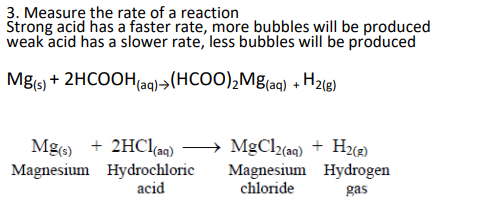 3. Measure the rate of a reaction
Strong acid has a faster rate, more bubbles will be produced
weak acid has a slower rate, less bubbles will be produced
Mg(s) + 2HCOOH(aq)→(HCOO)₂Mg(aq) + H₂(g)
Mg(s) + 2HCl(aq) ⟶ MgCl₂(aq) + H₂(g)
Magnesium Hydrochloric Magnesium Hydrogen
acid chloride gas